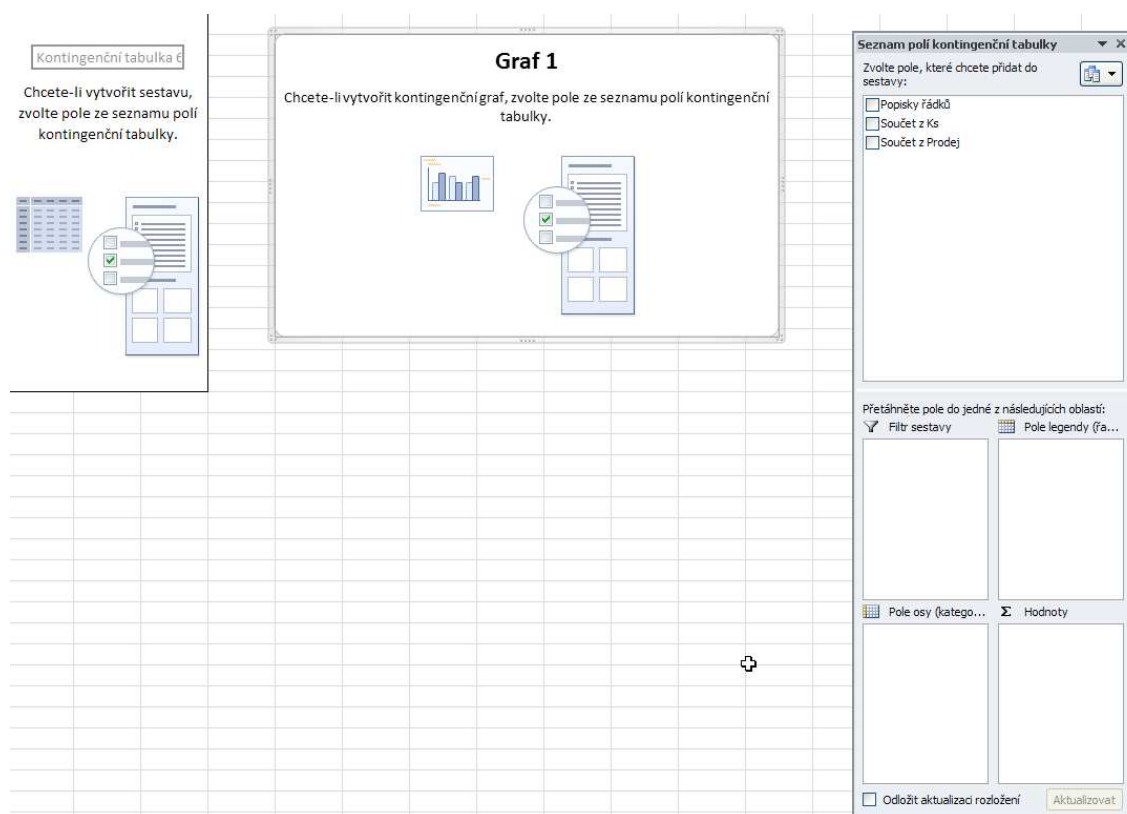 Kontingenční tabulka 6
Chcete-li vytvořit sestavu,
zvolte pole ze seznamu polí
kontingenční tabulky.
Graf 1
Chcete-li vytvořit kontingenční graf, zvolte pole ze seznamu polí kontingenční
tabulky.
Seznam polí kontingenční tabulky
Zvolte pole, které chcete přidat do
sestavy:
Popisky řádků
Součet z Ks
Součet z Prodej
Přetáhněte pole do jedné z následujících oblastí:
Filtr sestavy
Pole legendy (řa...
Pole osy (katego...
Σ Hodnoty
Odložit aktualizaci rozložení
Aktualizovat